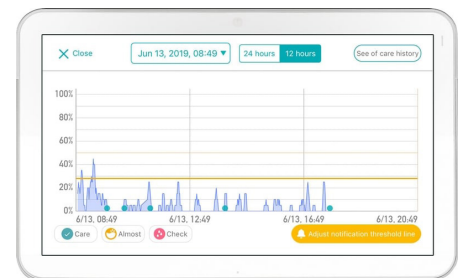 Close
Jun 13, 2019, 08:49 ▼
24 hours
12 hours
See of care history
100%
80%
60%
40%
20%
0%
6/13, 08:49
6/13, 12:49
6/13, 16:49
6/13, 20:49
Care
Almost
Check
Adjust notification threshold line